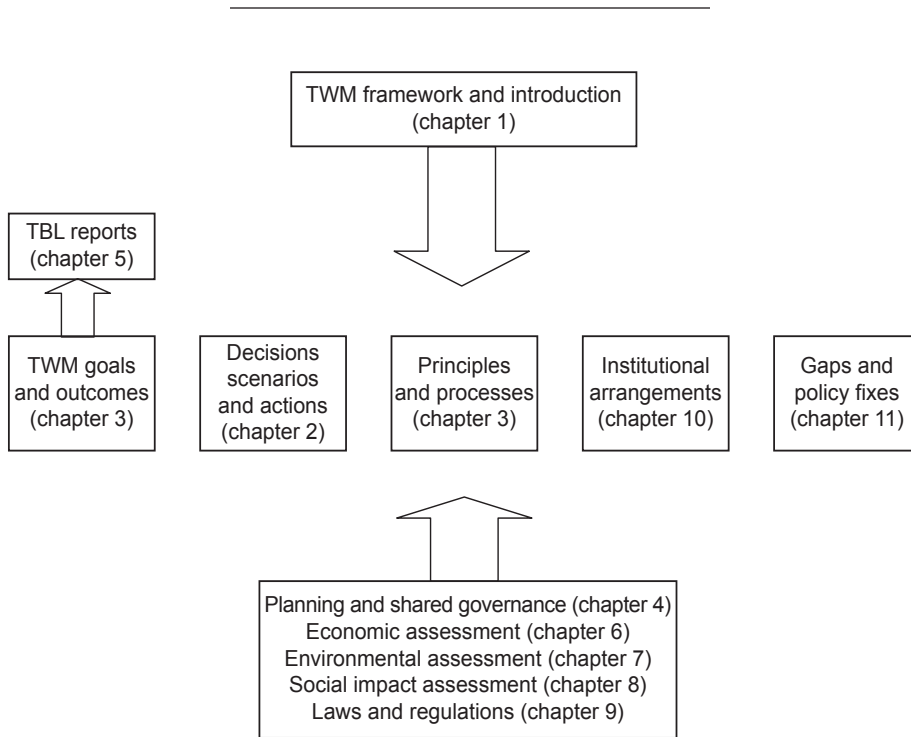 TWM framework and introduction
(chapter 1)
TBL reports
(chapter 5)
TWM goals
and outcomes
(chapter 3)
Decisions
scenarios
and actions
(chapter 2)
Principles
and processes
(chapter 3)
Institutional
arrangements
(chapter 10)
Gaps and
policy fixes
(chapter 11)
Planning and shared governance (chapter 4)
Economic assessment (chapter 6)
Environmental assessment (chapter 7)
Social impact assessment (chapter 8)
Laws and regulations (chapter 9)